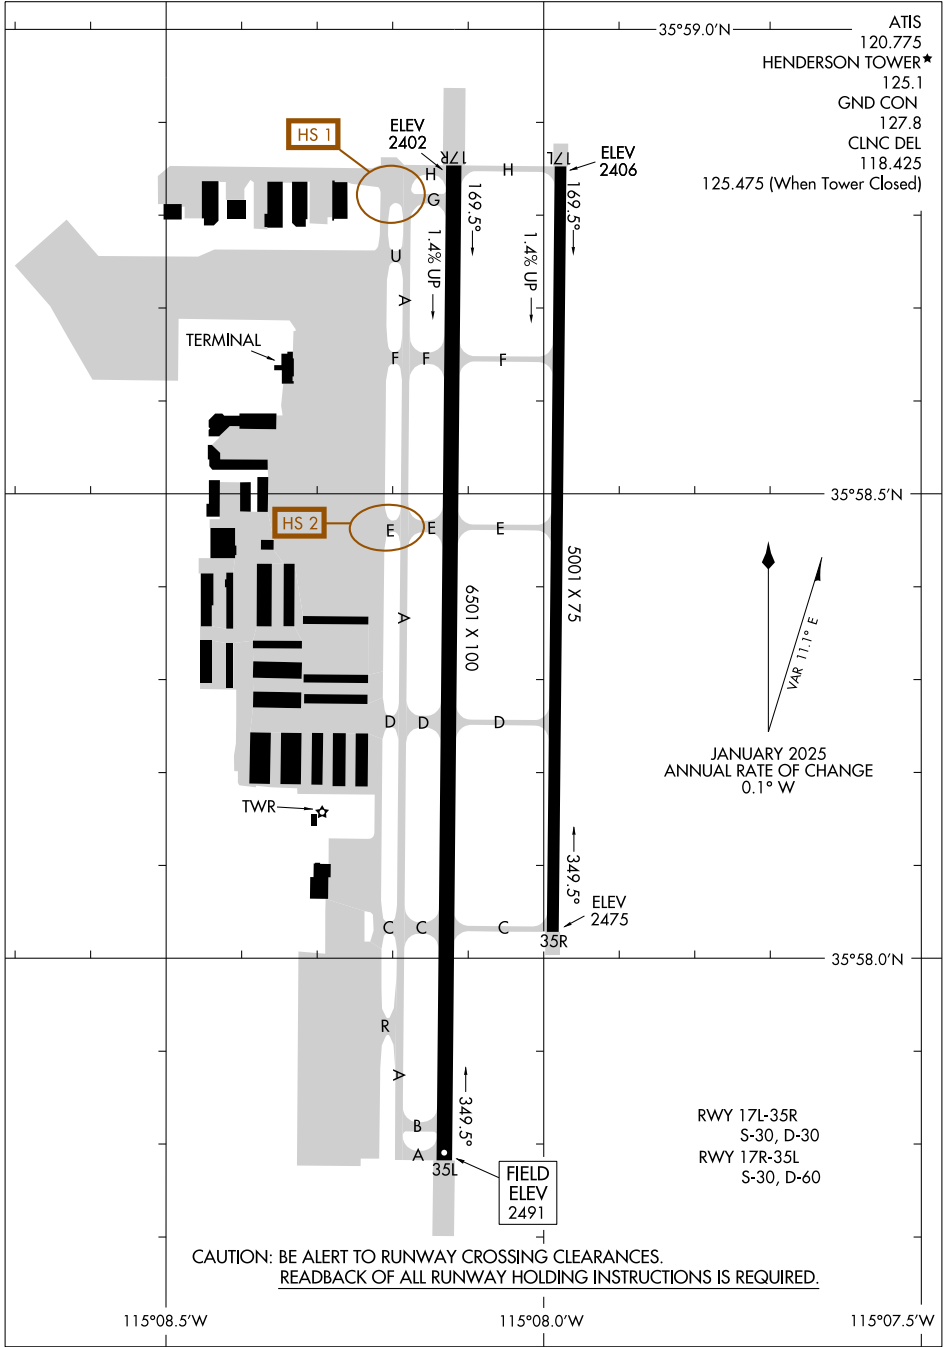 35°59.0'N
ATIS
120.775
HENDERSON TOWER★
125.1
GND CON
127.8
CLNC DEL
118.425
125.475 (When Tower Closed)
HS 1
ELEV
2402
17R
17L
ELEV
2406
H
H
G
169.5°
169.5°
1.4% UP
1.4% UP
U
A
TERMINAL
F
F
F
35°58.5'N
HS 2
E
E
E
5001 X 75
6501 X 100
A
VAR 11.1° E
D
D
D
JANUARY 2025
ANNUAL RATE OF CHANGE
0.1° W
TWR
349.5°
ELEV
2475
C
C
C
35R
35°58.0'N
R
A
349.5°
B
A
35L
RWY 17L-35R
S-30, D-30
RWY 17R-35L
S-30, D-60
FIELD
ELEV
2491
CAUTION: BE ALERT TO RUNWAY CROSSING CLEARANCES.
READBACK OF ALL RUNWAY HOLDING INSTRUCTIONS IS REQUIRED.
115°08.5'W
115°08.0'W
115°07.5'W